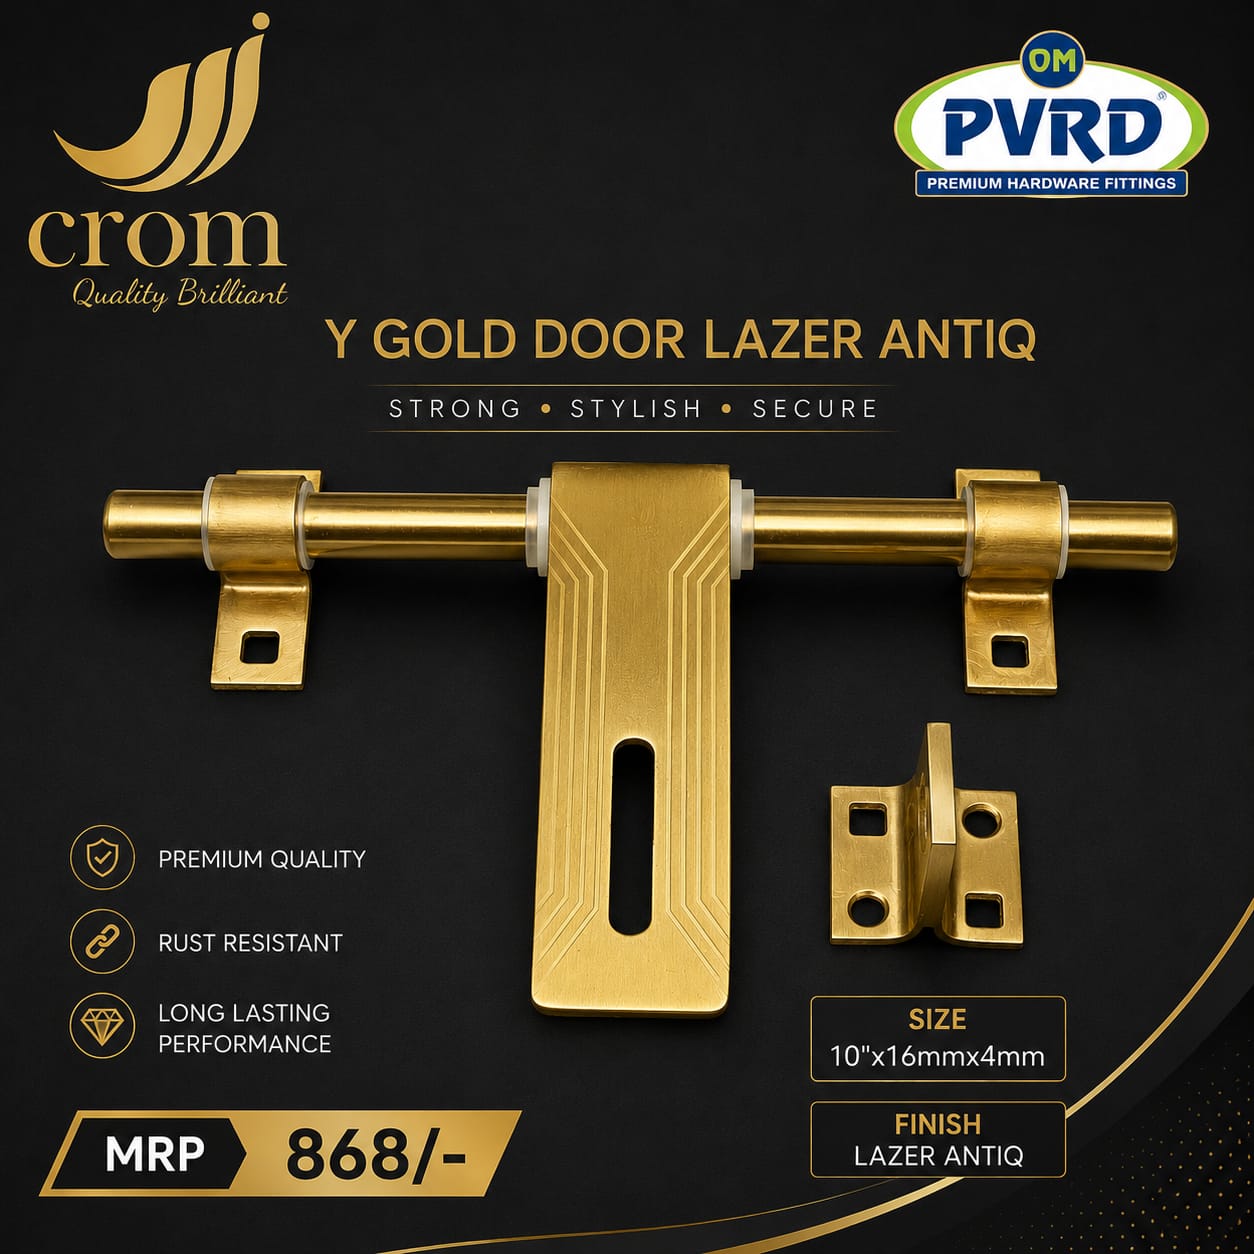 crom
Quality Brilliant
OM
PVRD
PREMIUM HARDWARE FITTINGS
Y GOLD DOOR LAZER ANTIQ
STRONG • STYLISH • SECURE
PREMIUM QUALITY
RUST RESISTANT
LONG LASTING
PERFORMANCE
SIZE
10"x16mmx4mm
FINISH
LAZER ANTIQ
MRP 868/-